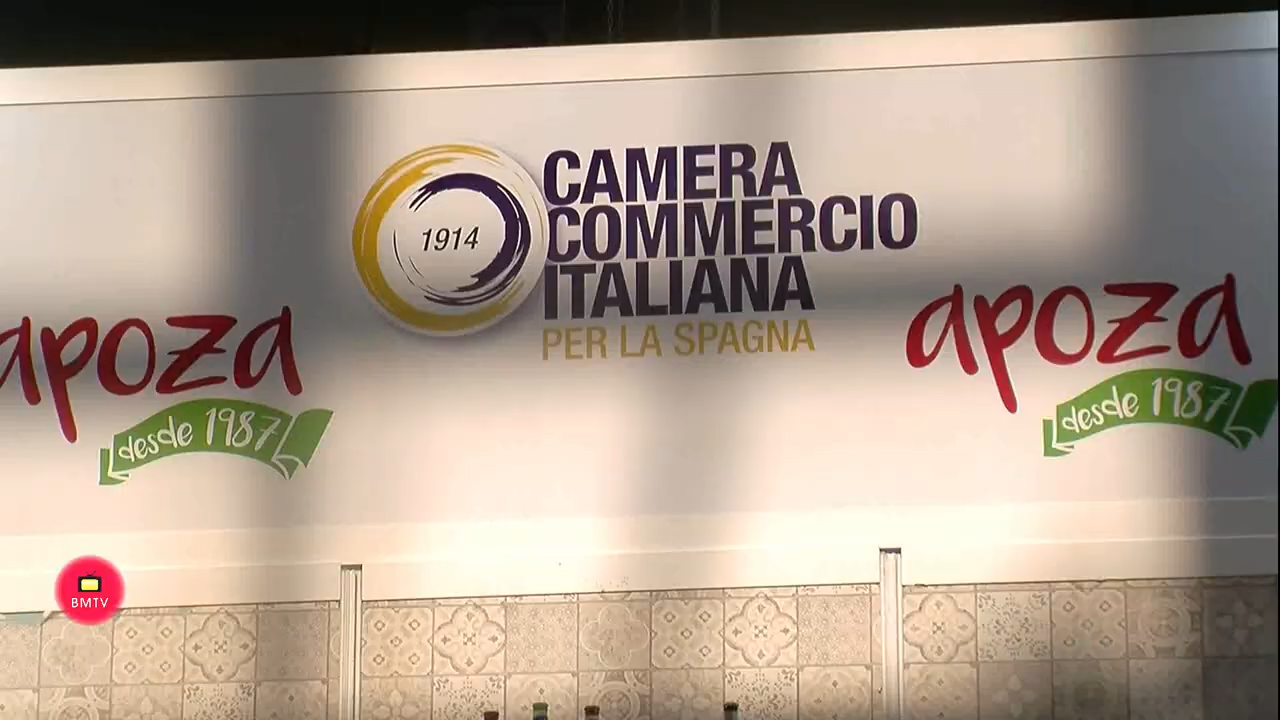 1914
CAMERA
COMMERCIO
ITALIANA
PER LA SPAGNA
apoza
desde 1987
apoza
desde 1987
BMTV